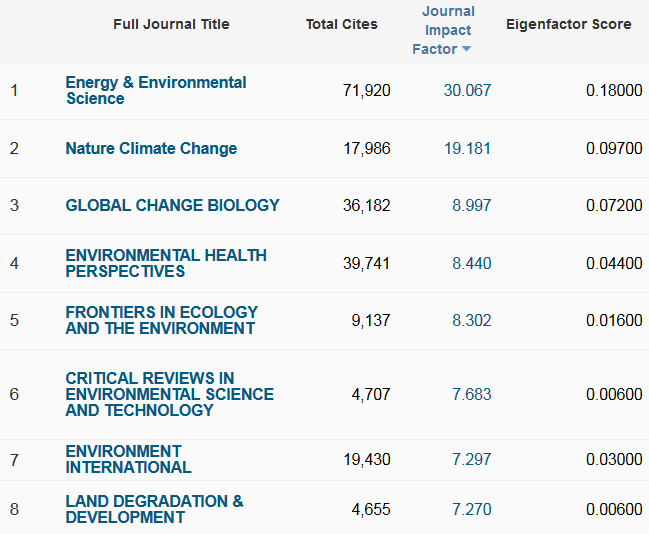 Full Journal Title Total Cites Journal Impact Factor ▼ Eigenfactor Score
1 Energy & Environmental Science 71,920 30.067 0.18000
2 Nature Climate Change 17,986 19.181 0.09700
3 GLOBAL CHANGE BIOLOGY 36,182 8.997 0.07200
4 ENVIRONMENTAL HEALTH PERSPECTIVES 39,741 8.440 0.04400
5 FRONTIERS IN ECOLOGY AND THE ENVIRONMENT 9,137 8.302 0.01600
6 CRITICAL REVIEWS IN ENVIRONMENTAL SCIENCE AND TECHNOLOGY 4,707 7.683 0.00600
7 ENVIRONMENT INTERNATIONAL 19,430 7.297 0.03000
8 LAND DEGRADATION & DEVELOPMENT 4,655 7.270 0.00600